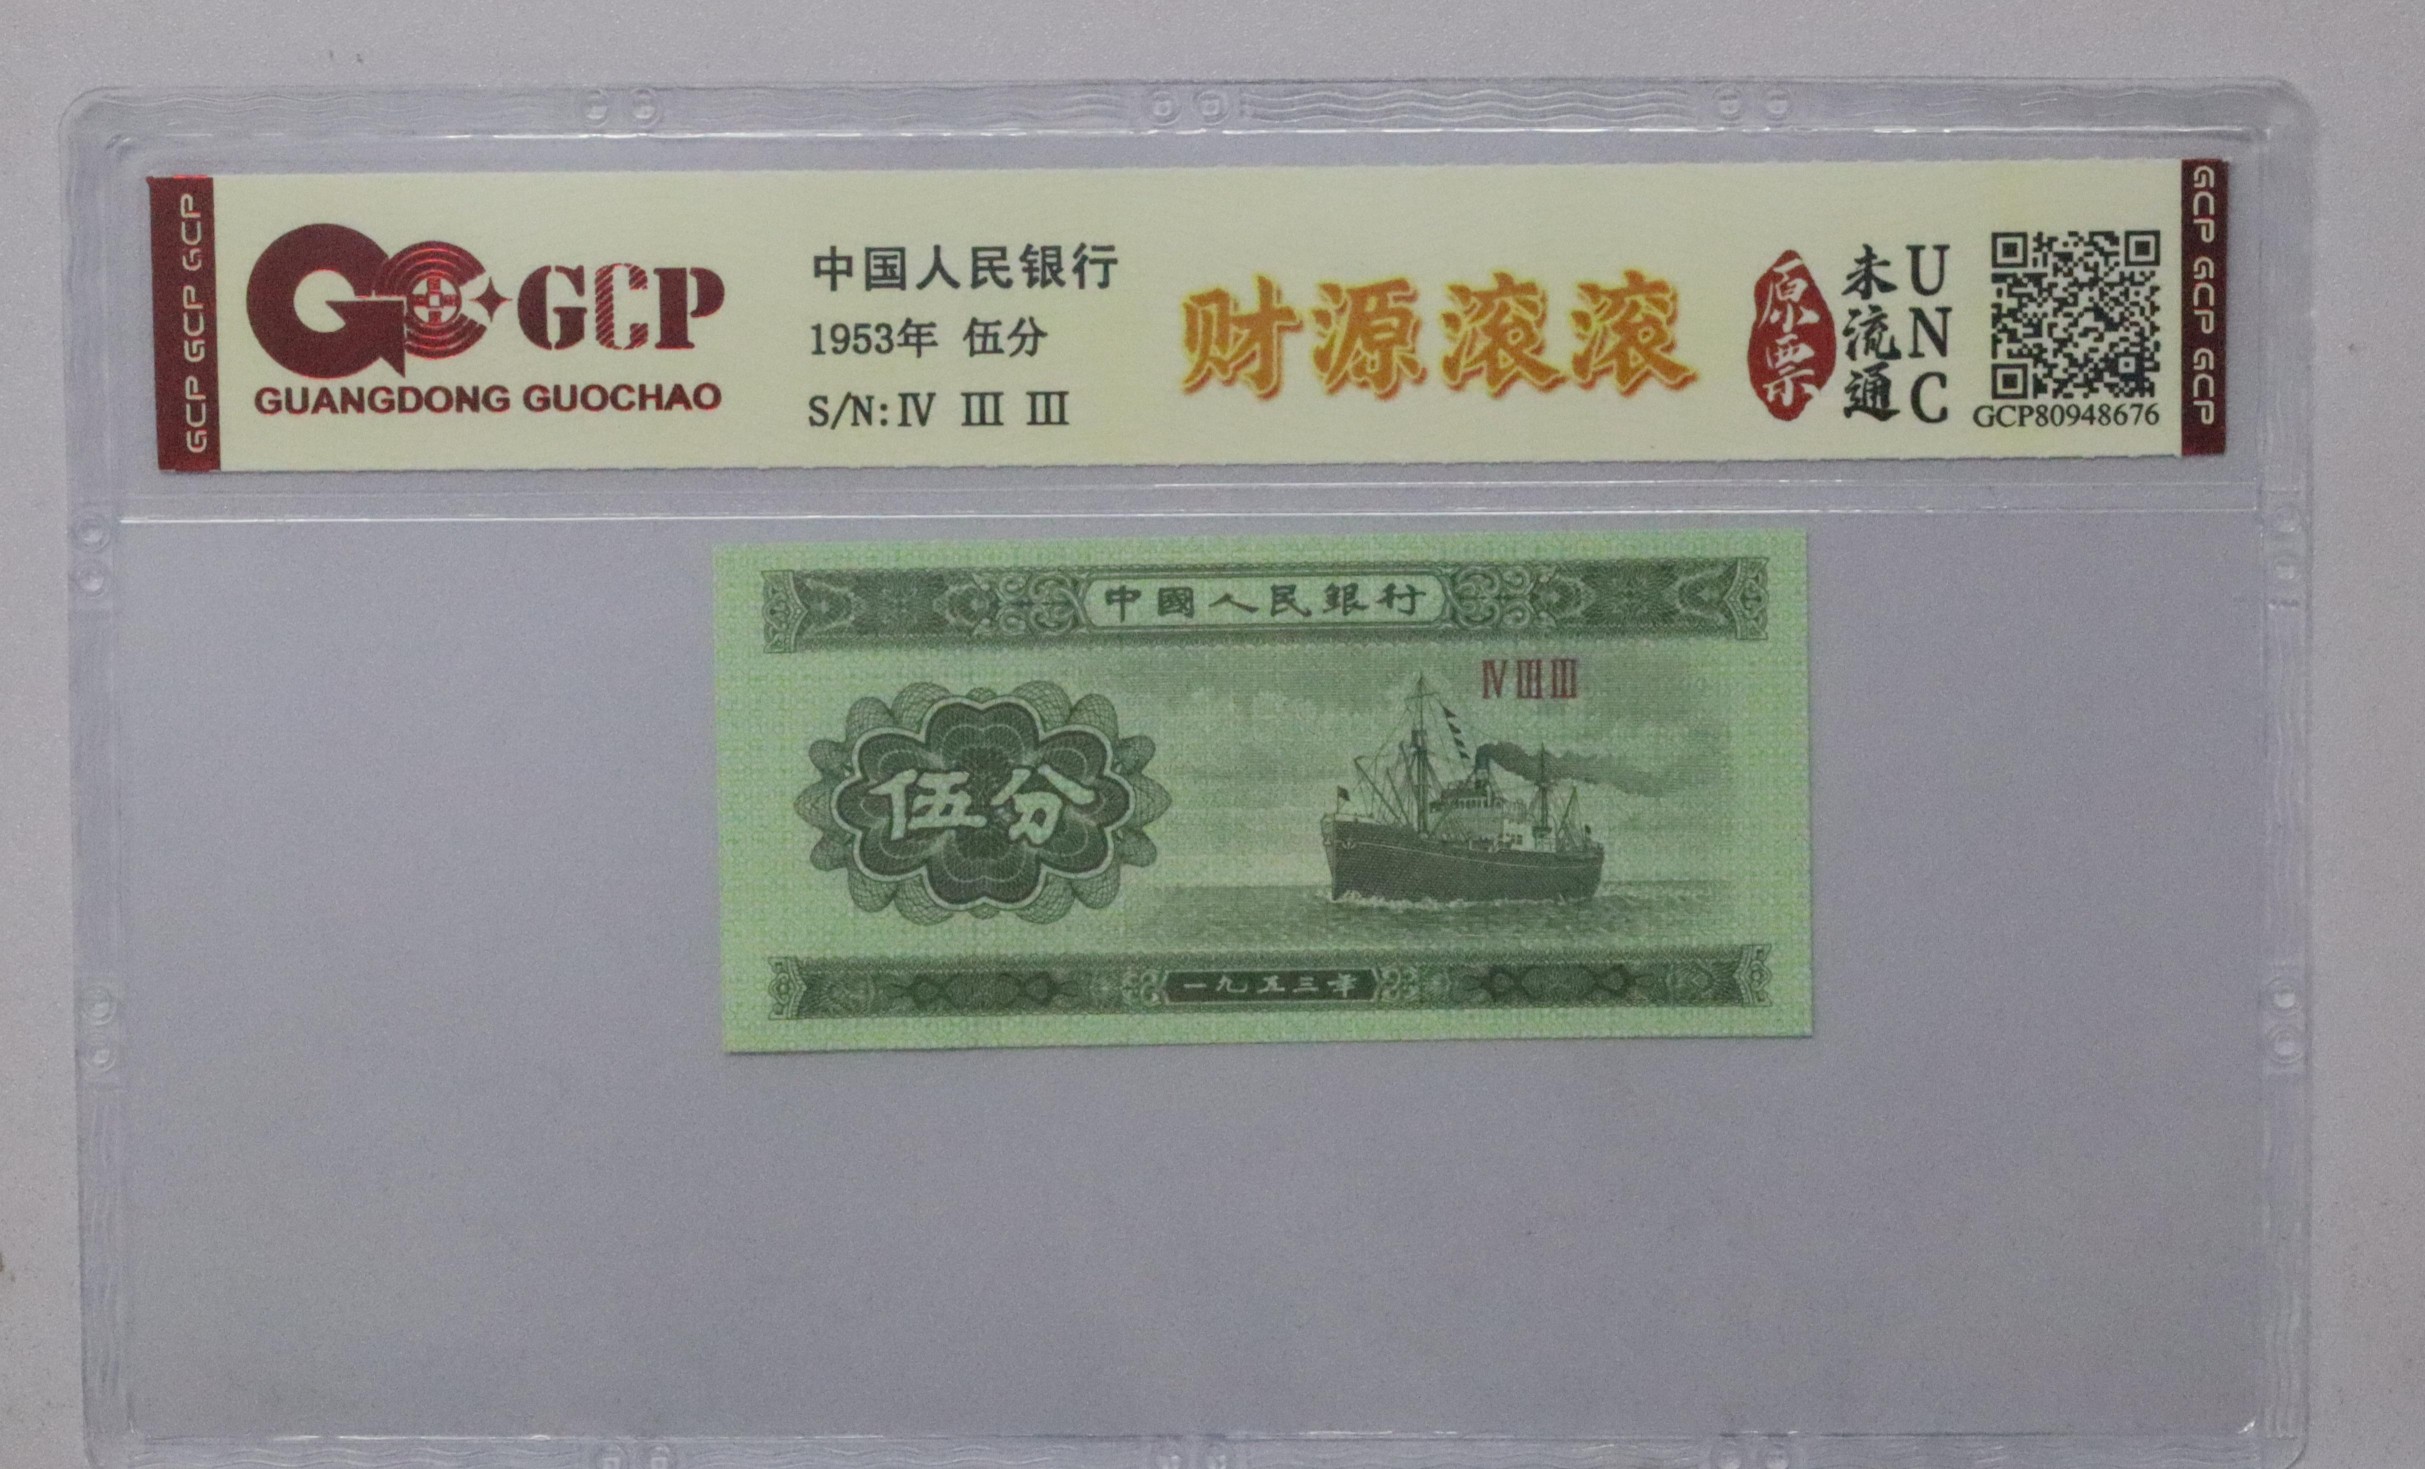 GCP GCP GCP
GCP
GUANGDONG GUOCHAO
中国人民银行
1953年 伍分
S/N:Ⅳ Ⅲ Ⅲ
财源滚滚
原票
未流通
UNC
GCP80948676
GCP GCP GCP
中國人民銀行
Ⅳ Ⅲ Ⅲ
伍分
一九五三年